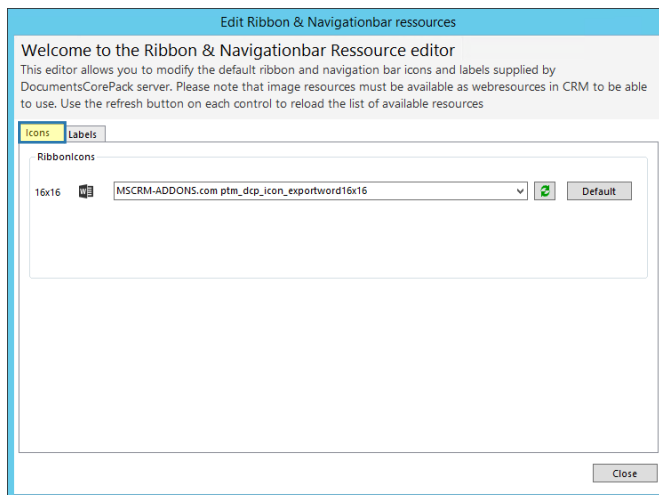 Edit Ribbon & Navigationbar ressources
Welcome to the Ribbon & Navigationbar Ressource editor
This editor allows you to modify the default ribbon and navigation bar icons and labels supplied by
DocumentsCorePack server. Please note that image resources must be available as webresources in CRM to be able
to use. Use the refresh button on each control to reload the list of available resources
Icons Labels
RibbonIcons
16x16 MSCRM-ADDONS.com ptm_dcp_icon_exportword16x16 Default
Close